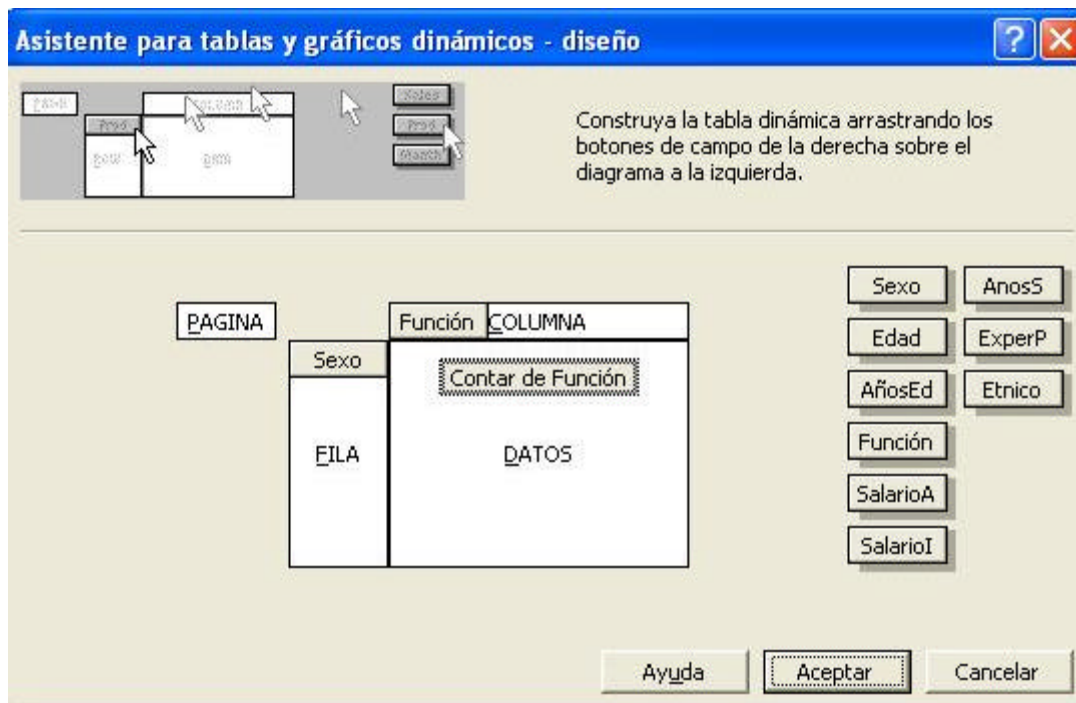 Asistente para tablas y gráficos dinámicos - diseño
Construya la tabla dinámica arrastrando los
botones de campo de la derecha sobre el
diagrama a la izquierda.
PAGINA
Función COLUMNA
Sexo
Contar de Función
FILA
DATOS
Sexo AnosS
Edad ExperP
AñosEd Etnico
Función
SalarioA
SalarioI
Ayuda Aceptar Cancelar